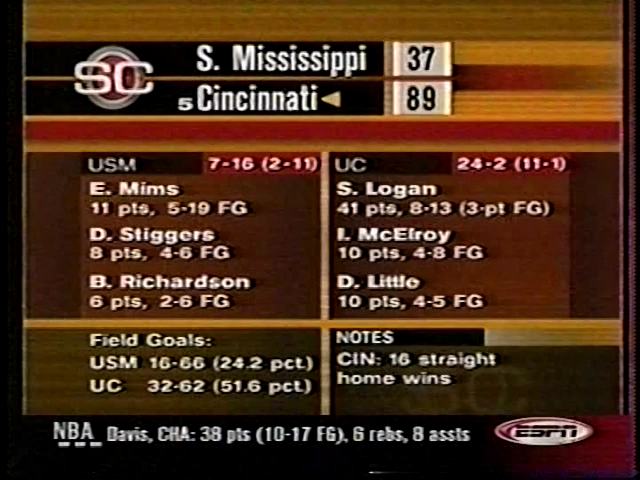 SC
S. Mississippi 37
5 Cincinnati 89
USM 7-16 (2-11)
E. Mims
11 pts, 5-19 FG
D. Stiggers
8 pts, 4-6 FG
B. Richardson
6 pts, 2-6 FG
UC 24-2 (11-1)
S. Logan
41 pts, 8-13 (3-pt FG)
I. McElroy
10 pts, 4-8 FG
D. Little
10 pts, 4-5 FG
Field Goals:
USM 16-66 (24.2 pct.)
UC 32-62 (51.6 pct.)
NOTES
CIN: 16 straight
home wins
NBA Davis, CHA: 38 pts (10-17 FG), 6 rebs, 8 assts ESPN